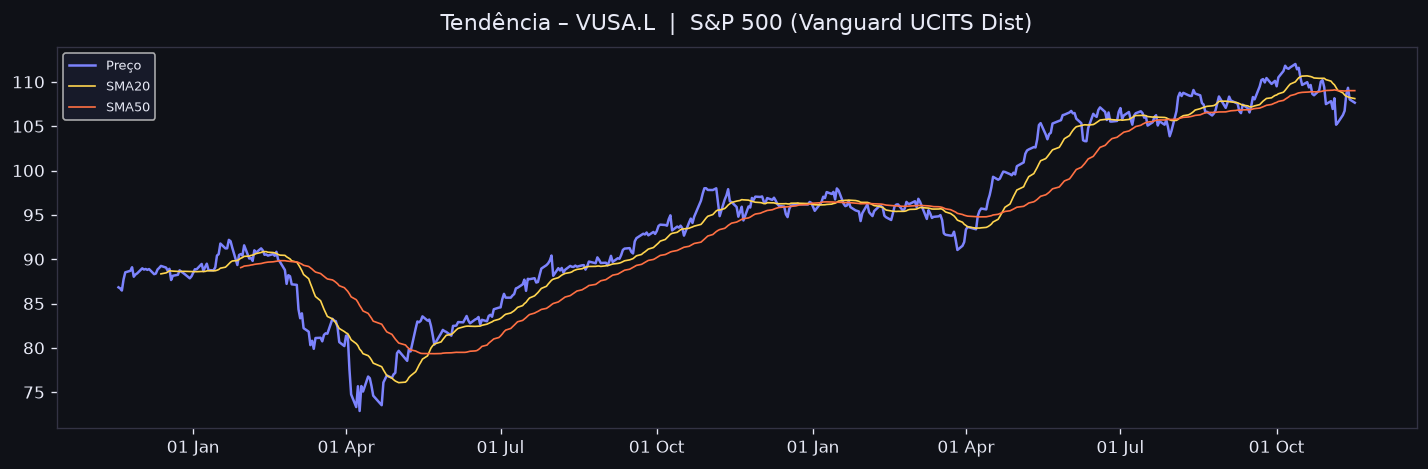 Tendência – VUSA.L | S&P 500 (Vanguard UCITS Dist)
Preço
SMA20
SMA50
110
105
100
95
90
85
80
75
01 Jan
01 Apr
01 Jul
01 Oct
01 Jan
01 Apr
01 Jul
01 Oct